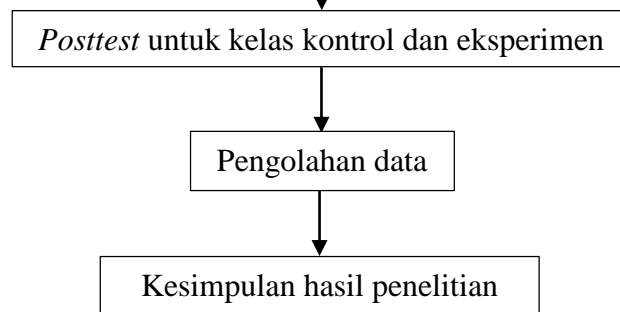 Posttest untuk kelas kontrol dan eksperimen
Pengolahan data
Kesimpulan hasil penelitian